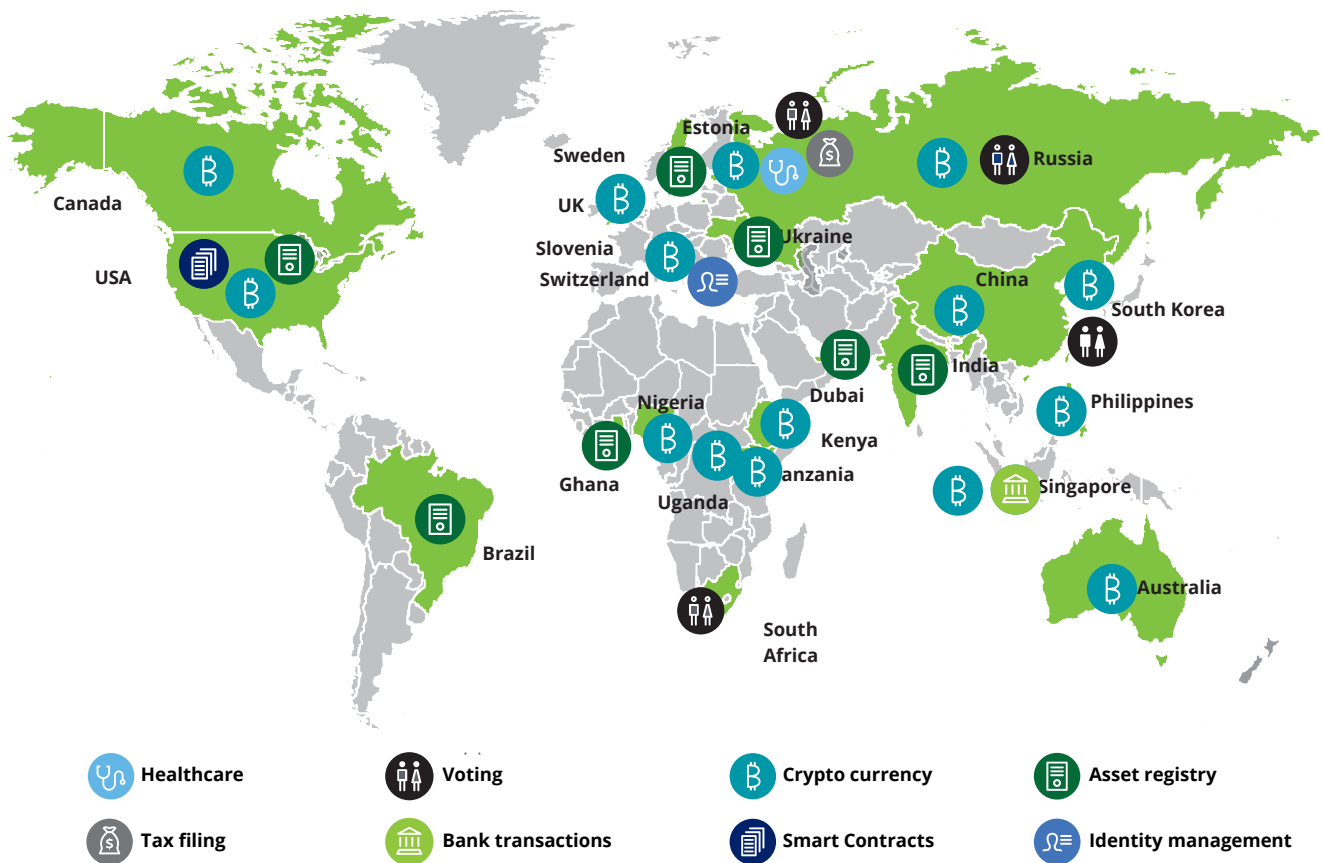 Estonia
Sweden
Russia
Canada
UK
Ukraine
Slovenia
USA
Switzerland
China
South Korea
India
Dubai
Nigeria
Philippines
Kenya
anzania
Ghana
Uganda
Singapore
Brazil
Australia
South
Africa
Healthcare
Voting
Crypto currency
Asset registry
Tax filing
Bank transactions
Smart Contracts
Identity management